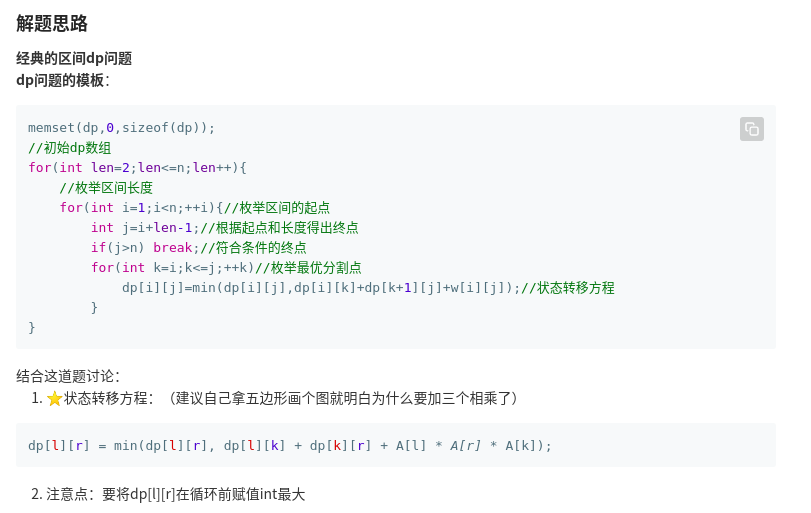 解题思路
经典的区间dp问题
dp问题的模板：
memset(dp,0,sizeof(dp));
//初始dp数组
for(int len=2;len<=n;len++){
    //枚举区间长度
    for(int i=1;i<n;++i){//枚举区间的起点
        int j=i+len-1;//根据起点和长度得出终点
        if(j>n) break;//符合条件的终点
        for(int k=i;k<=j;++k)//枚举最优分割点
            dp[i][j]=min(dp[i][j],dp[i][k]+dp[k+1][j]+w[i][j]);//状态转移方程
        }
}
结合这道题讨论：
1. ⭐状态转移方程：（建议自己拿五边形画个图就明白为什么要加三个相乘了）
dp[l][r] = min(dp[l][r], dp[l][k] + dp[k][r] + A[l] * A[r] * A[k]);
2. 注意点：要将dp[l][r]在循环前赋值int最大